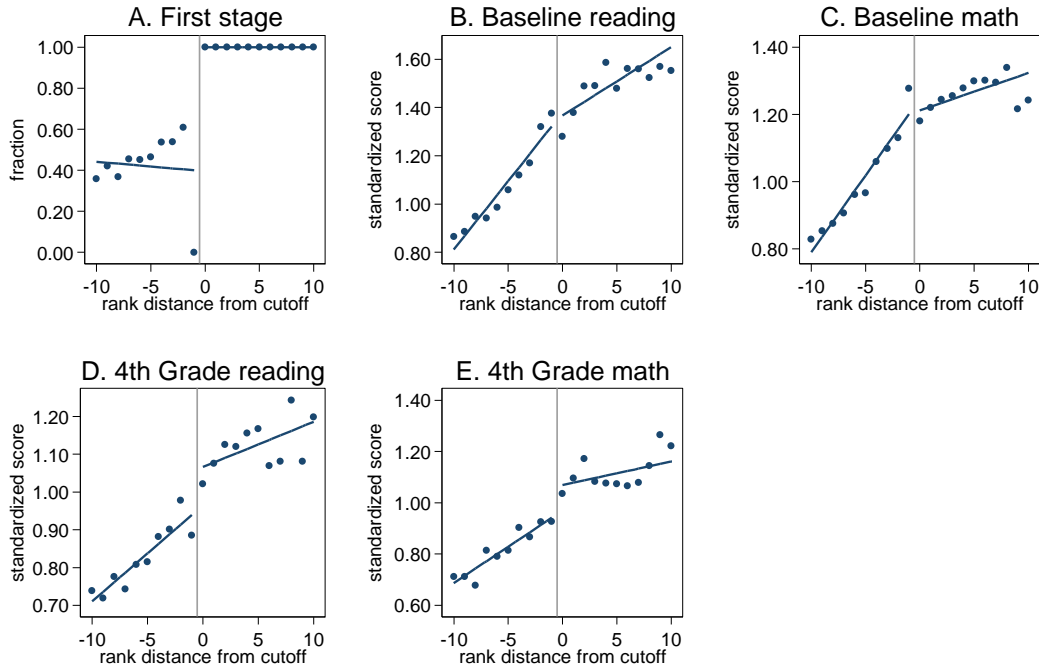 A. First stage
fraction
1.00
0.80
0.60
0.40
0.20
0.00
-10 -5 0 5 10
rank distance from cutoff
B. Baseline reading
standardized score
1.60
1.40
1.20
1.00
0.80
-10 -5 0 5 10
rank distance from cutoff
C. Baseline math
standardized score
1.40
1.20
1.00
0.80
-10 -5 0 5 10
rank distance from cutoff
D. 4th Grade reading
standardized score
1.20
1.10
1.00
0.90
0.80
0.70
-10 -5 0 5 10
rank distance from cutoff
E. 4th Grade math
standardized score
1.40
1.20
1.00
0.80
0.60
-10 -5 0 5 10
rank distance from cutoff